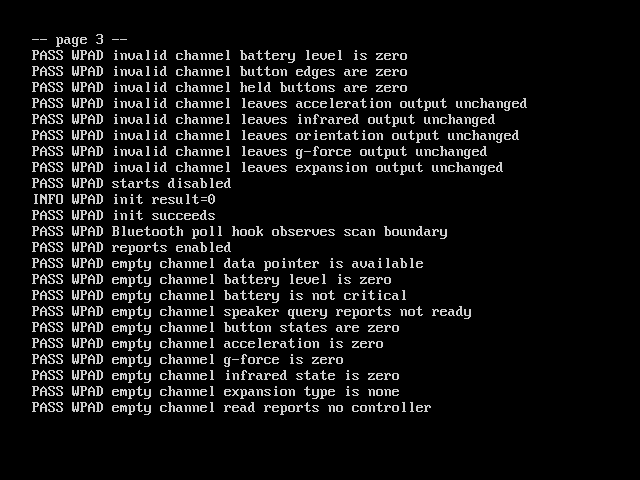 -- page 3 --
PASS WPAD invalid channel battery level is zero
PASS WPAD invalid channel button edges are zero
PASS WPAD invalid channel held buttons are zero
PASS WPAD invalid channel leaves acceleration output unchanged
PASS WPAD invalid channel leaves infrared output unchanged
PASS WPAD invalid channel leaves orientation output unchanged
PASS WPAD invalid channel leaves g-force output unchanged
PASS WPAD invalid channel leaves expansion output unchanged
PASS WPAD starts disabled
INFO WPAD init result=0
PASS WPAD init succeeds
PASS WPAD Bluetooth poll hook observes scan boundary
PASS WPAD reports enabled
PASS WPAD empty channel data pointer is available
PASS WPAD empty channel battery level is zero
PASS WPAD empty channel battery is not critical
PASS WPAD empty channel speaker query reports not ready
PASS WPAD empty channel button states are zero
PASS WPAD empty channel acceleration is zero
PASS WPAD empty channel g-force is zero
PASS WPAD empty channel infrared state is zero
PASS WPAD empty channel expansion type is none
PASS WPAD empty channel read reports no controller